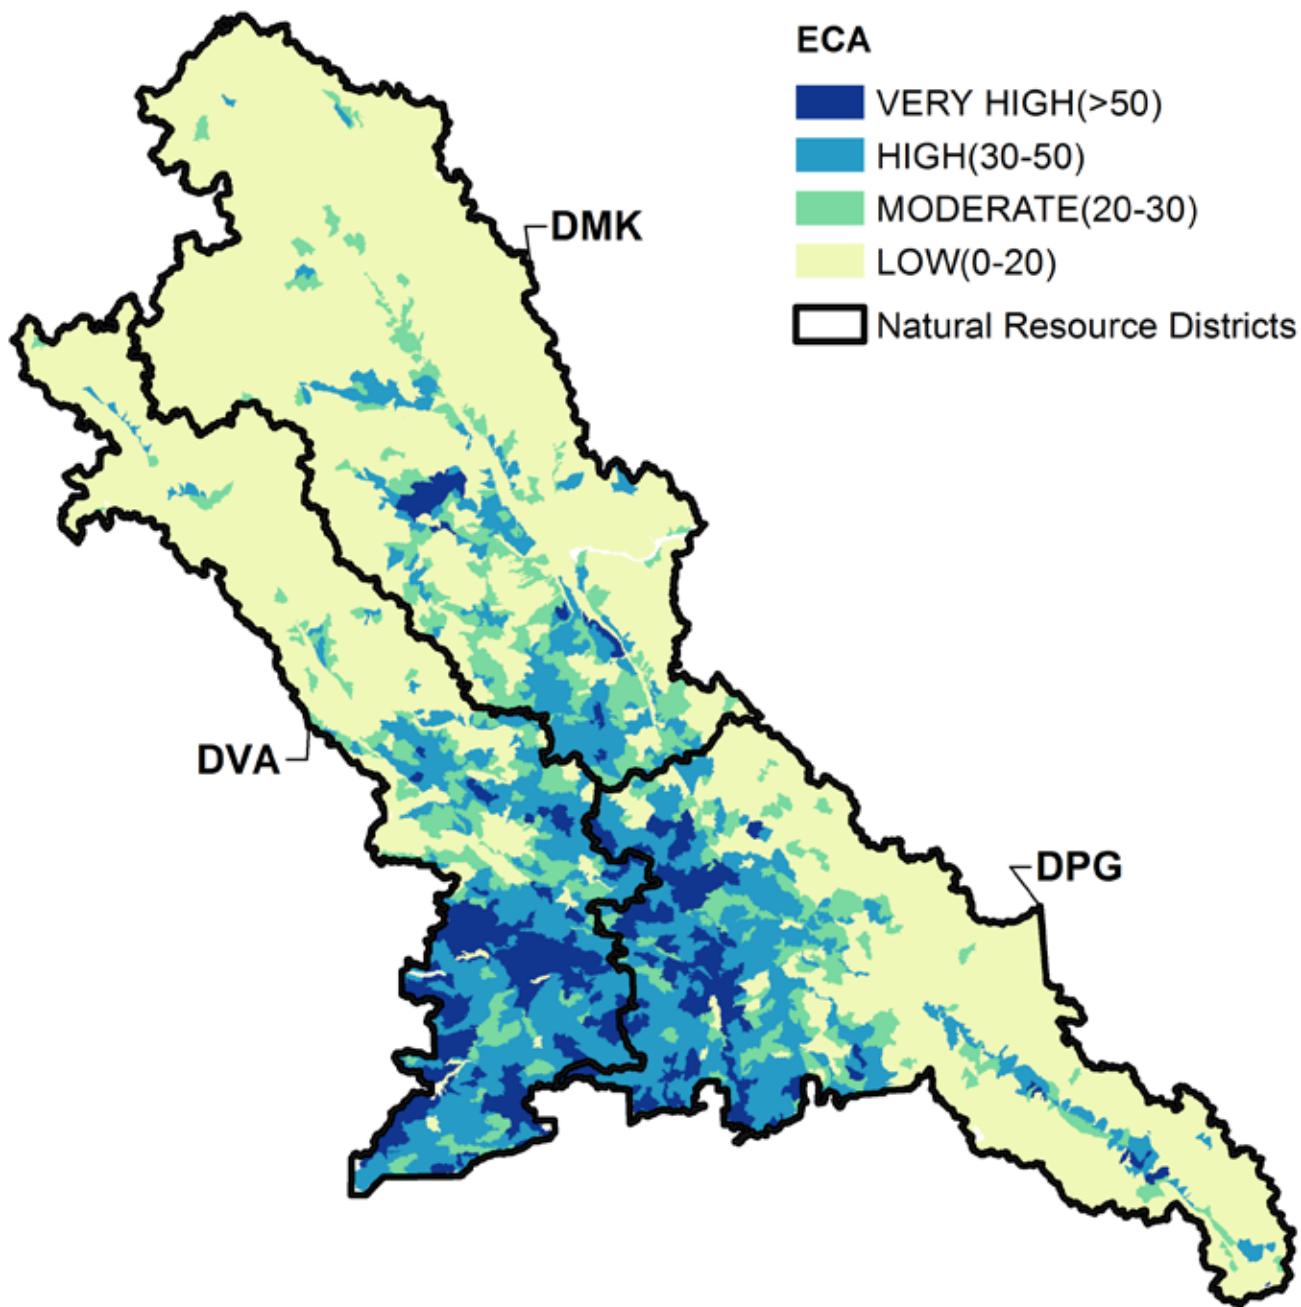 ECA
VERY HIGH(>50)
HIGH(30-50)
MODERATE(20-30)
LOW(0-20)
Natural Resource Districts
DMK
DVA
DPG